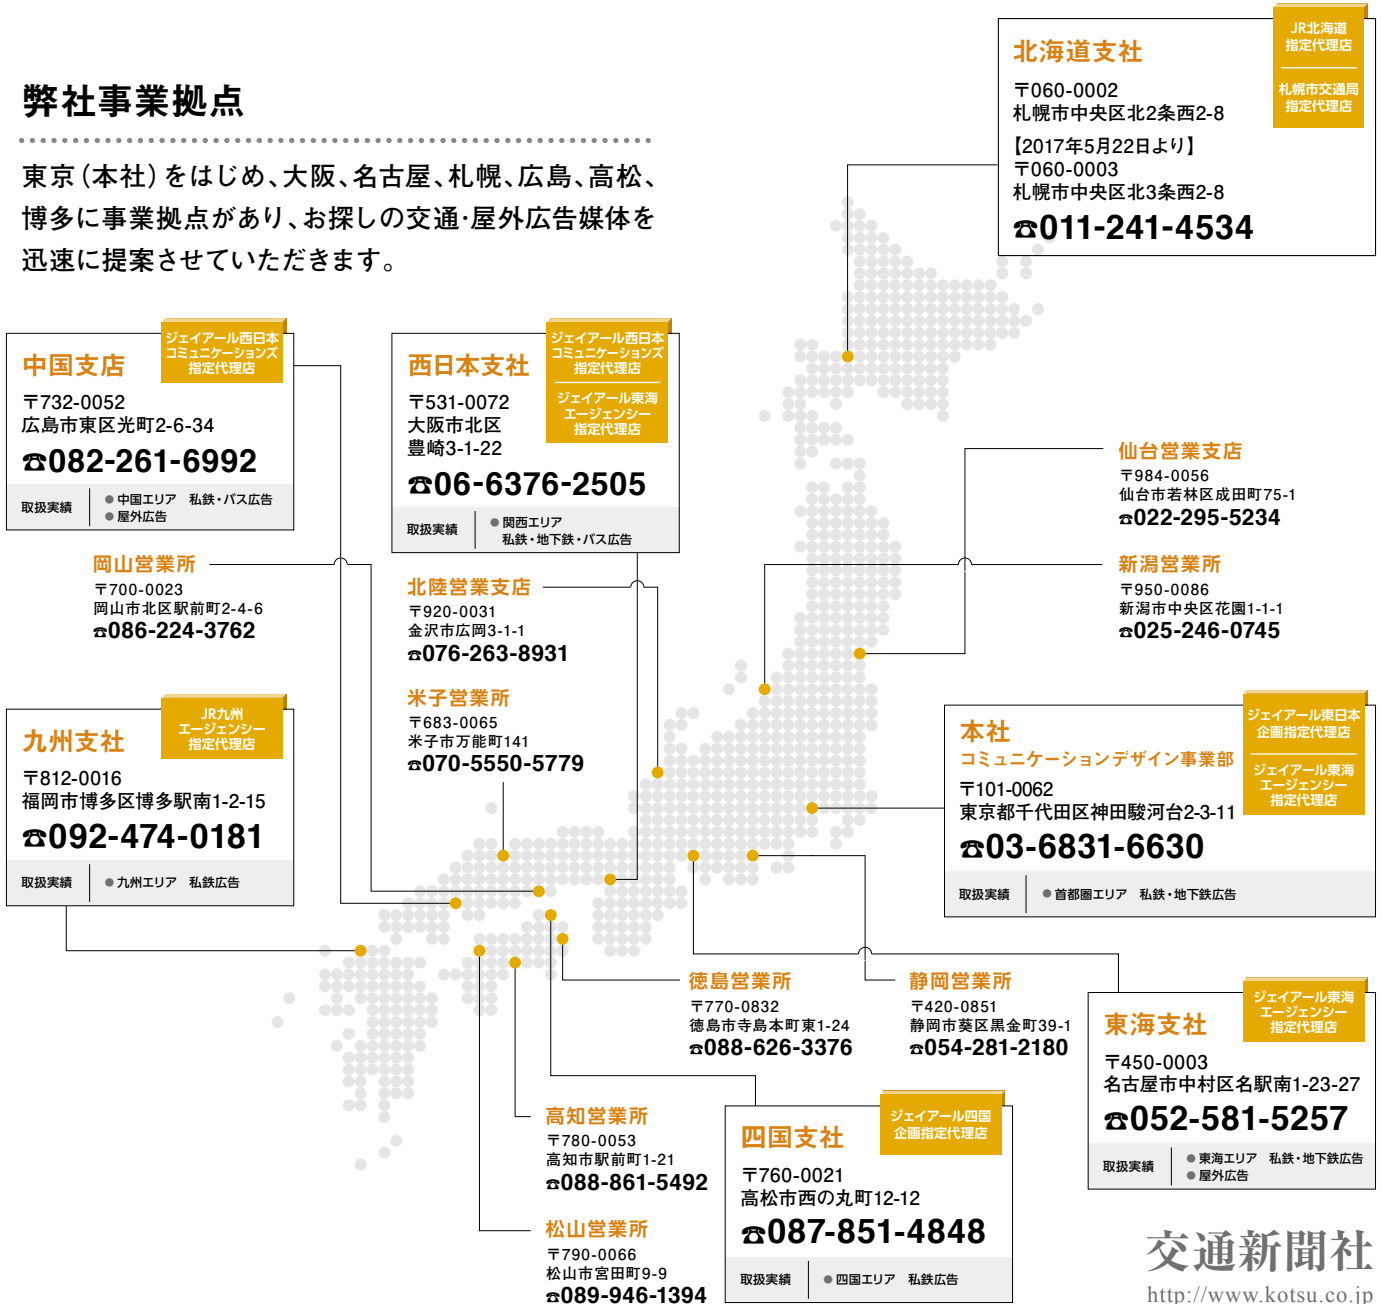 弊社事業拠点
東京(本社)をはじめ、大阪、名古屋、札幌、広島、高松、
博多に事業拠点があり、お探しの交通・屋外広告媒体を
迅速に提案させていただきます。
北海道支社
JR北海道
指定代理店
札幌市交通局
指定代理店
〒060-0002
札幌市中央区北2条西2-8
【2017年5月22日より】
〒060-0003
札幌市中央区北3条西2-8
☎011-241-4534
中国支店
ジェイアール西日本
コミュニケーションズ
指定代理店
〒732-0052
広島市東区光町2-6-34
☎082-261-6992
取扱実績
●中国エリア 私鉄・バス広告
●屋外広告
西日本支社
ジェイアール西日本
コミュニケーションズ
指定代理店
ジェイアール東海
エージェンシー
指定代理店
〒531-0072
大阪市北区
豊崎3-1-22
☎06-6376-2505
取扱実績
●関西エリア
私鉄・地下鉄・バス広告
仙台営業支店
〒984-0056
仙台市若林区成田町75-1
☎022-295-5234
岡山営業所
〒700-0023
岡山市北区駅前町2-4-6
☎086-224-3762
北陸営業支店
〒920-0031
金沢市広岡3-1-1
☎076-263-8931
新潟営業所
〒950-0086
新潟市中央区花園1-1-1
☎025-246-0745
米子営業所
〒683-0065
米子市万能町141
☎070-5550-5779
九州支社
JR九州
エージェンシー
指定代理店
〒812-0016
福岡市博多区博多駅南1-2-15
☎092-474-0181
取扱実績
●九州エリア 私鉄広告
本社
コミュニケーションデザイン事業部
ジェイアール東日本
企画指定代理店
ジェイアール東海
エージェンシー
指定代理店
〒101-0062
東京都千代田区神田駿河台2-3-11
☎03-6831-6630
取扱実績
●首都圏エリア 私鉄・地下鉄広告
徳島営業所
〒770-0832
徳島市寺島本町東1-24
☎088-626-3376
静岡営業所
〒420-0851
静岡市葵区黒金町39-1
☎054-281-2180
東海支社
ジェイアール東海
エージェンシー
指定代理店
〒450-0003
名古屋市中村区名駅南1-23-27
☎052-581-5257
取扱実績
●東海エリア 私鉄・地下鉄広告
●屋外広告
高知営業所
〒780-0053
高知市駅前町1-21
☎088-861-5492
四国支社
ジェイアール四国
企画指定代理店
〒760-0021
高松市西の丸町12-12
☎087-851-4848
取扱実績
●四国エリア 私鉄広告
松山営業所
〒790-0066
松山市宮田町9-9
☎089-946-1394
交通新聞社
http://www.kotsu.co.jp